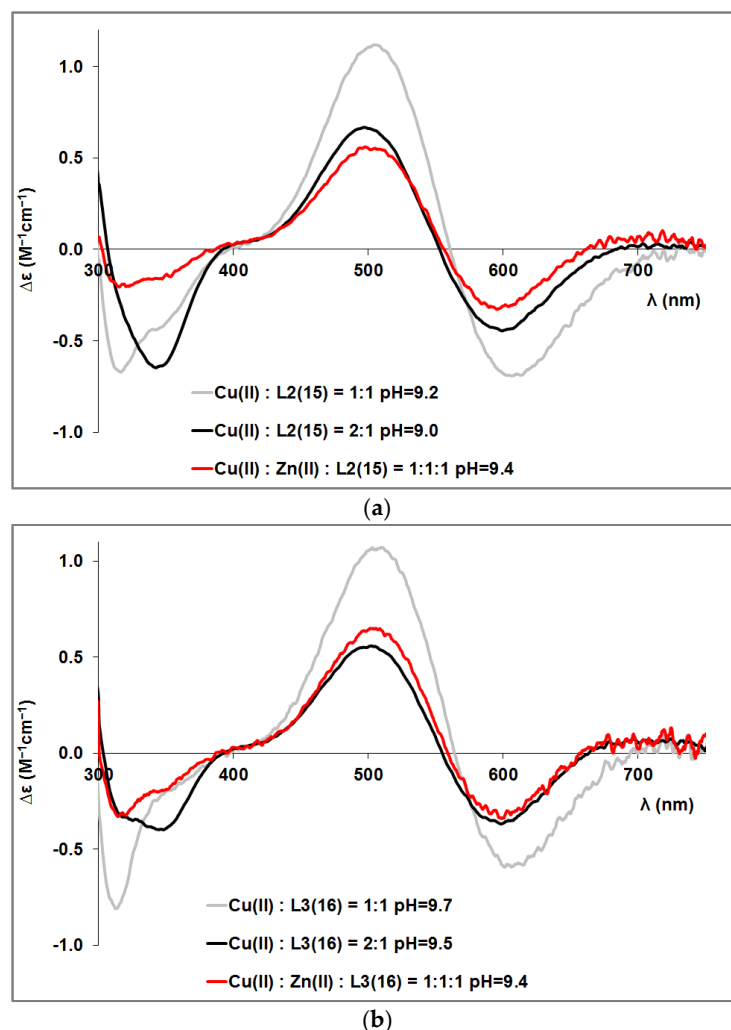 1.0
0.5
0.0
300 400 500 600 700
-0.5
-1.0
Δε (M⁻¹cm⁻¹)
λ (nm)
Cu(II) : L2(15) = 1:1 pH=9.2
Cu(II) : L2(15) = 2:1 pH=9.0
Cu(II) : Zn(II) : L2(15) = 1:1:1 pH=9.4
(a)
1.0
0.5
0.0
300 400 500 600 700
-0.5
-1.0
Δε (M⁻¹cm⁻¹)
λ (nm)
Cu(II) : L3(16) = 1:1 pH=9.7
Cu(II) : L3(16) = 2:1 pH=9.5
Cu(II) : Zn(II) : L3(16) = 1:1:1 pH=9.4
(b)